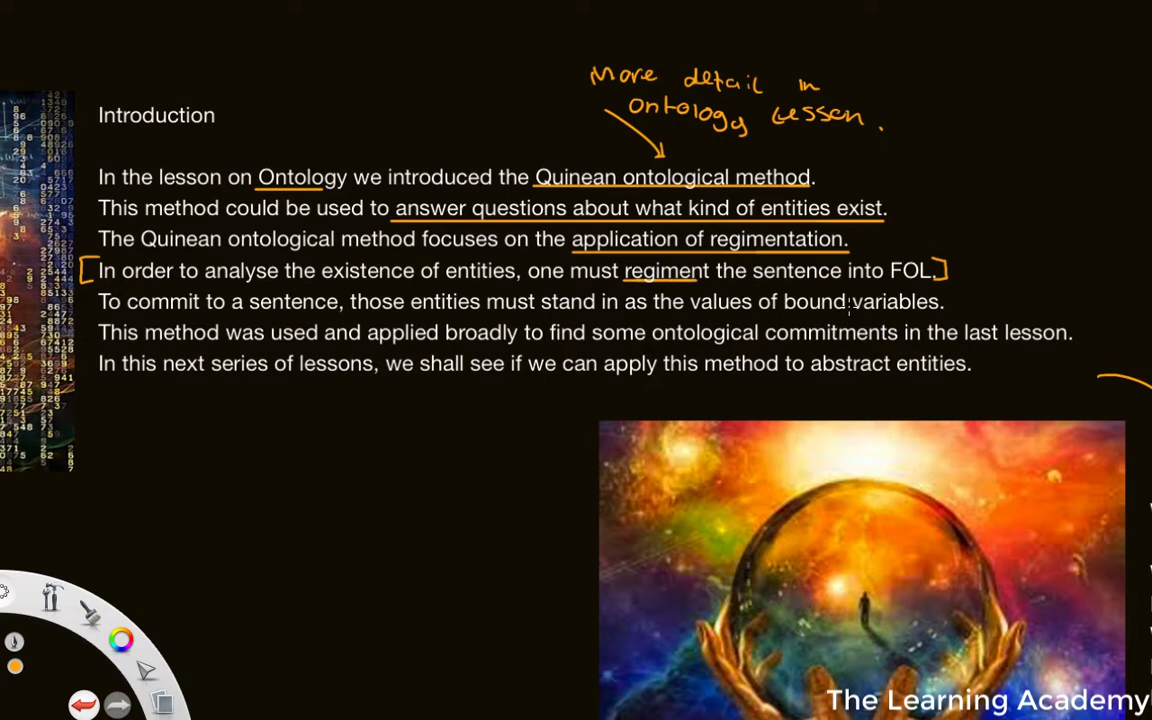 More detail in
ontology Lesson.
Introduction
In the lesson on Ontology we introduced the Quinean ontological method.
This method could be used to answer questions about what kind of entities exist.
The Quinean ontological method focuses on the application of regimentation.
[In order to analyse the existence of entities, one must regiment the sentence into FOL.]
To commit to a sentence, those entities must stand in as the values of bound variables.
This method was used and applied broadly to find some ontological commitments in the last lesson.
In this next series of lessons, we shall see if we can apply this method to abstract entities.
The Learning Academy